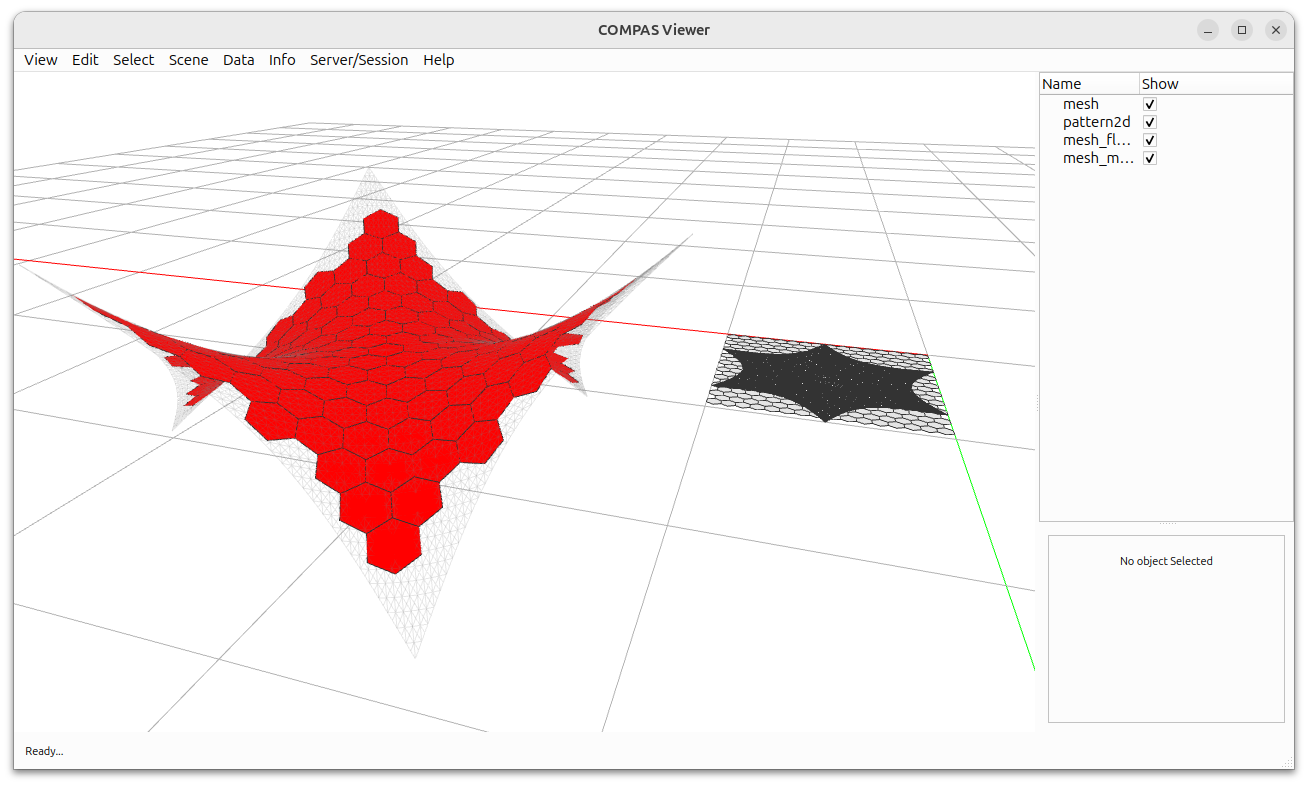 COMPAS Viewer
View Edit Select Scene Data Info Server/Session Help
Name Show
mesh
pattern2d
mesh_fl...
mesh_m...
No object Selected
Ready...